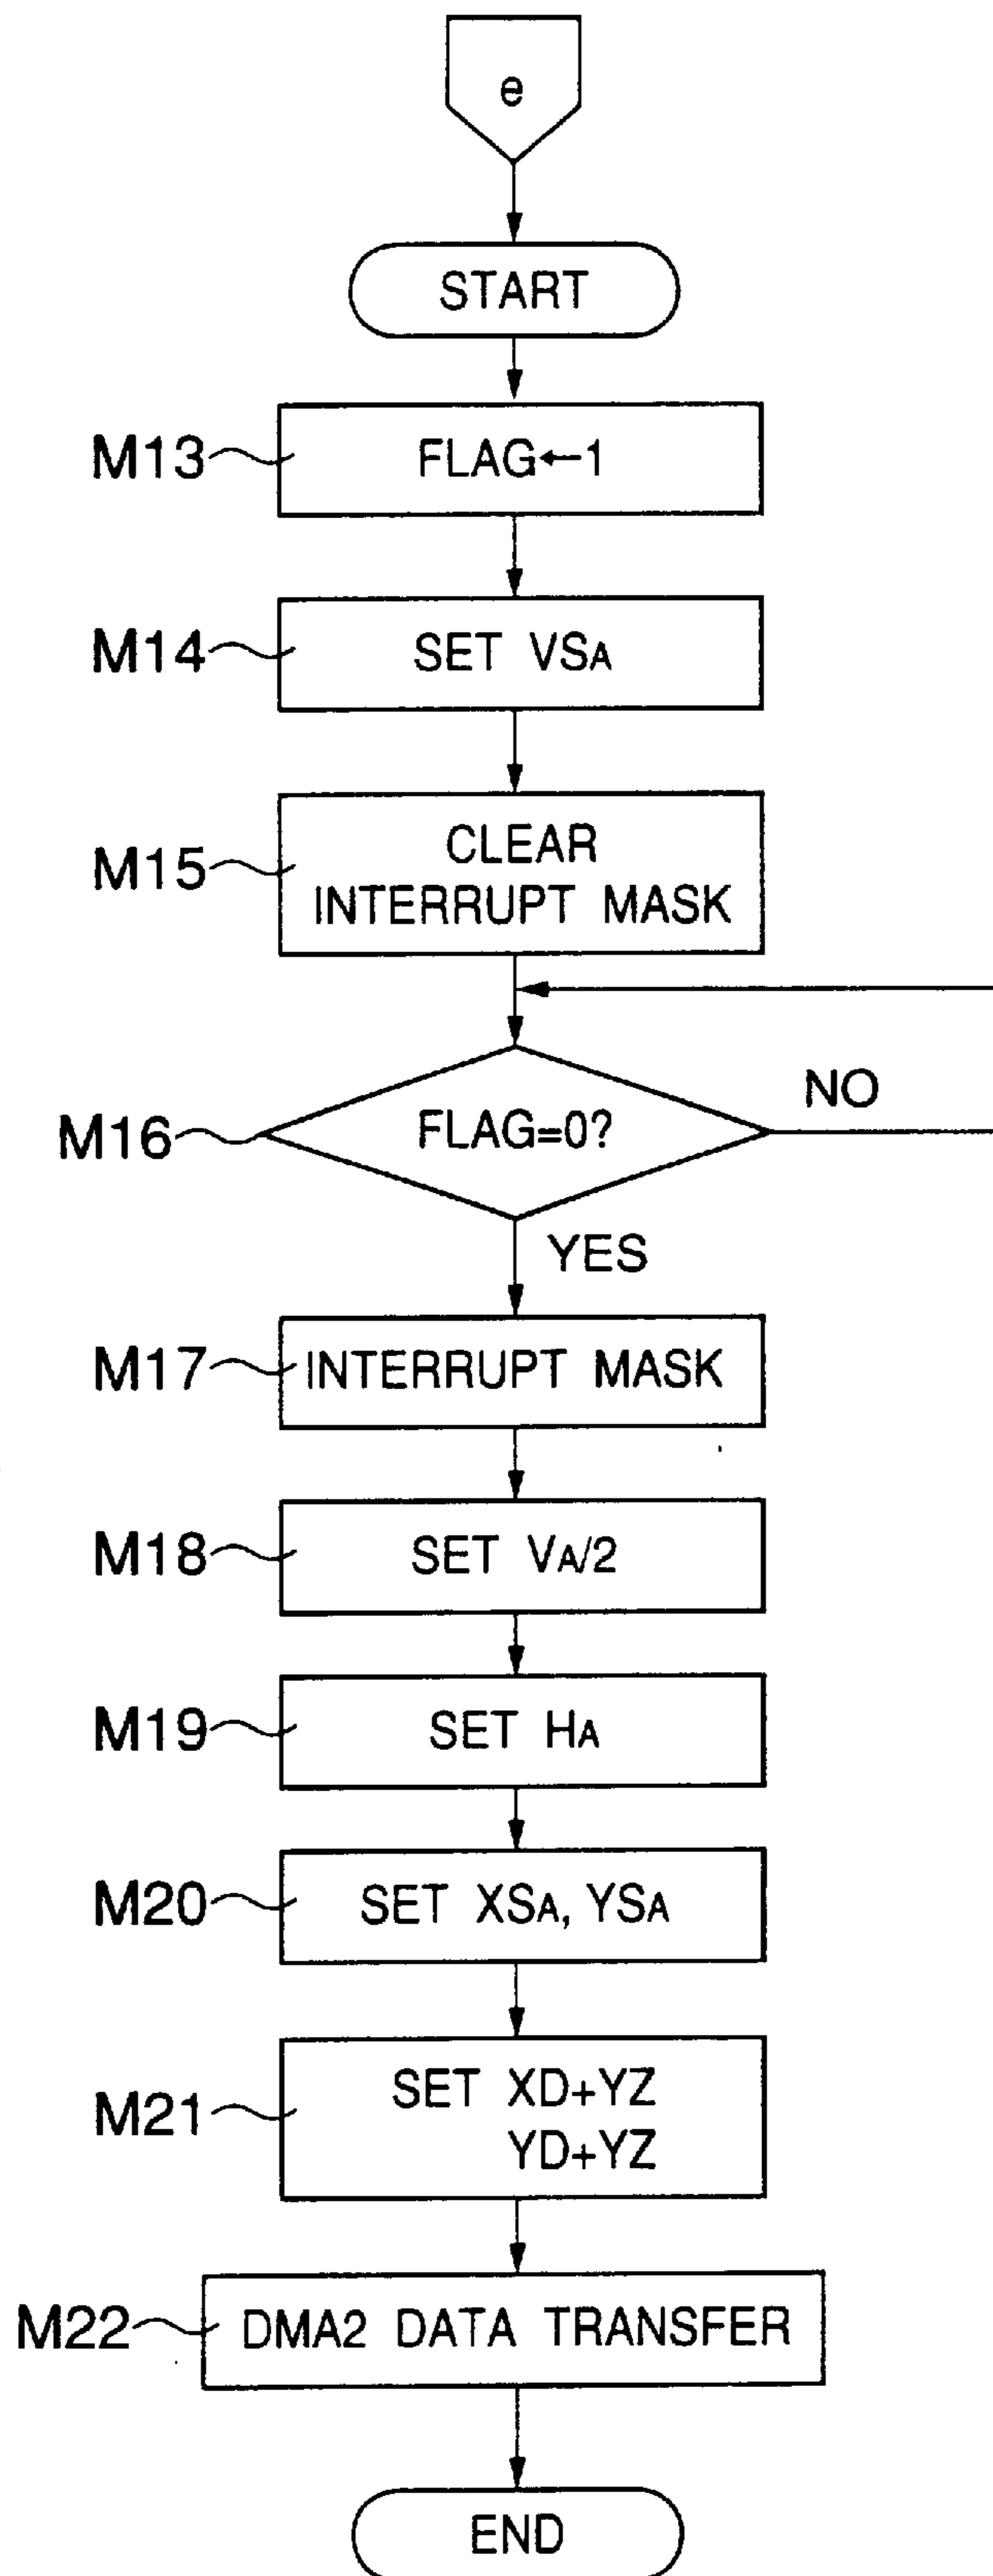 e
START
M13
FLAG←1
M14
SET VSA
M15
CLEAR
INTERRUPT MASK
M16
FLAG=0?
NO
YES
M17
INTERRUPT MASK
M18
SET VA/2
M19
SET HA
M20
SET XSA, YSA
M21
SET XD+YZ
YD+YZ
M22
DMA2 DATA TRANSFER
END